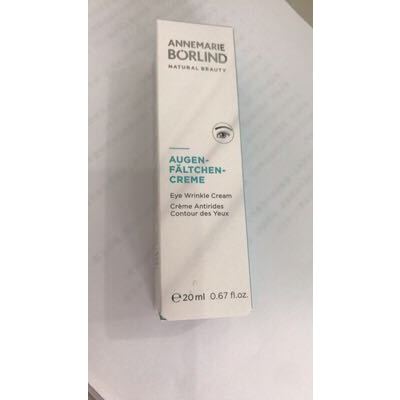 ANNEMARIE
BÖRLIND
NATURAL BEAUTY
AUGEN-
FÄLTCHEN-
CREME
Eye Wrinkle Cream
Crème Antirides
Contour des Yeux
℮ 20 ml 0.67 fl.oz.